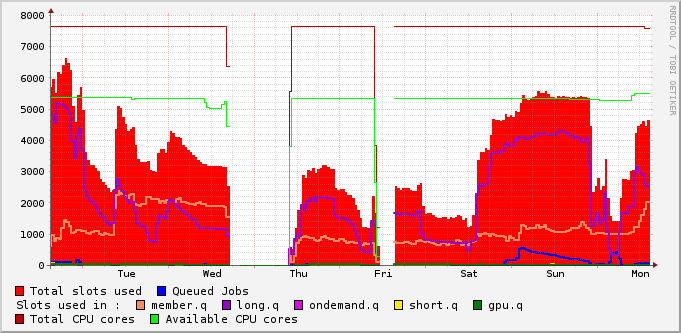 8000
7000
6000
5000
4000
3000
2000
1000
0
Tue Wed Thu Fri Sat Sun Mon
RRDTOOL / TOBI OETIKER
Total slots used Queued Jobs
Slots used in : member.q long.q ondemand.q short.q gpu.q
Total CPU cores Available CPU cores